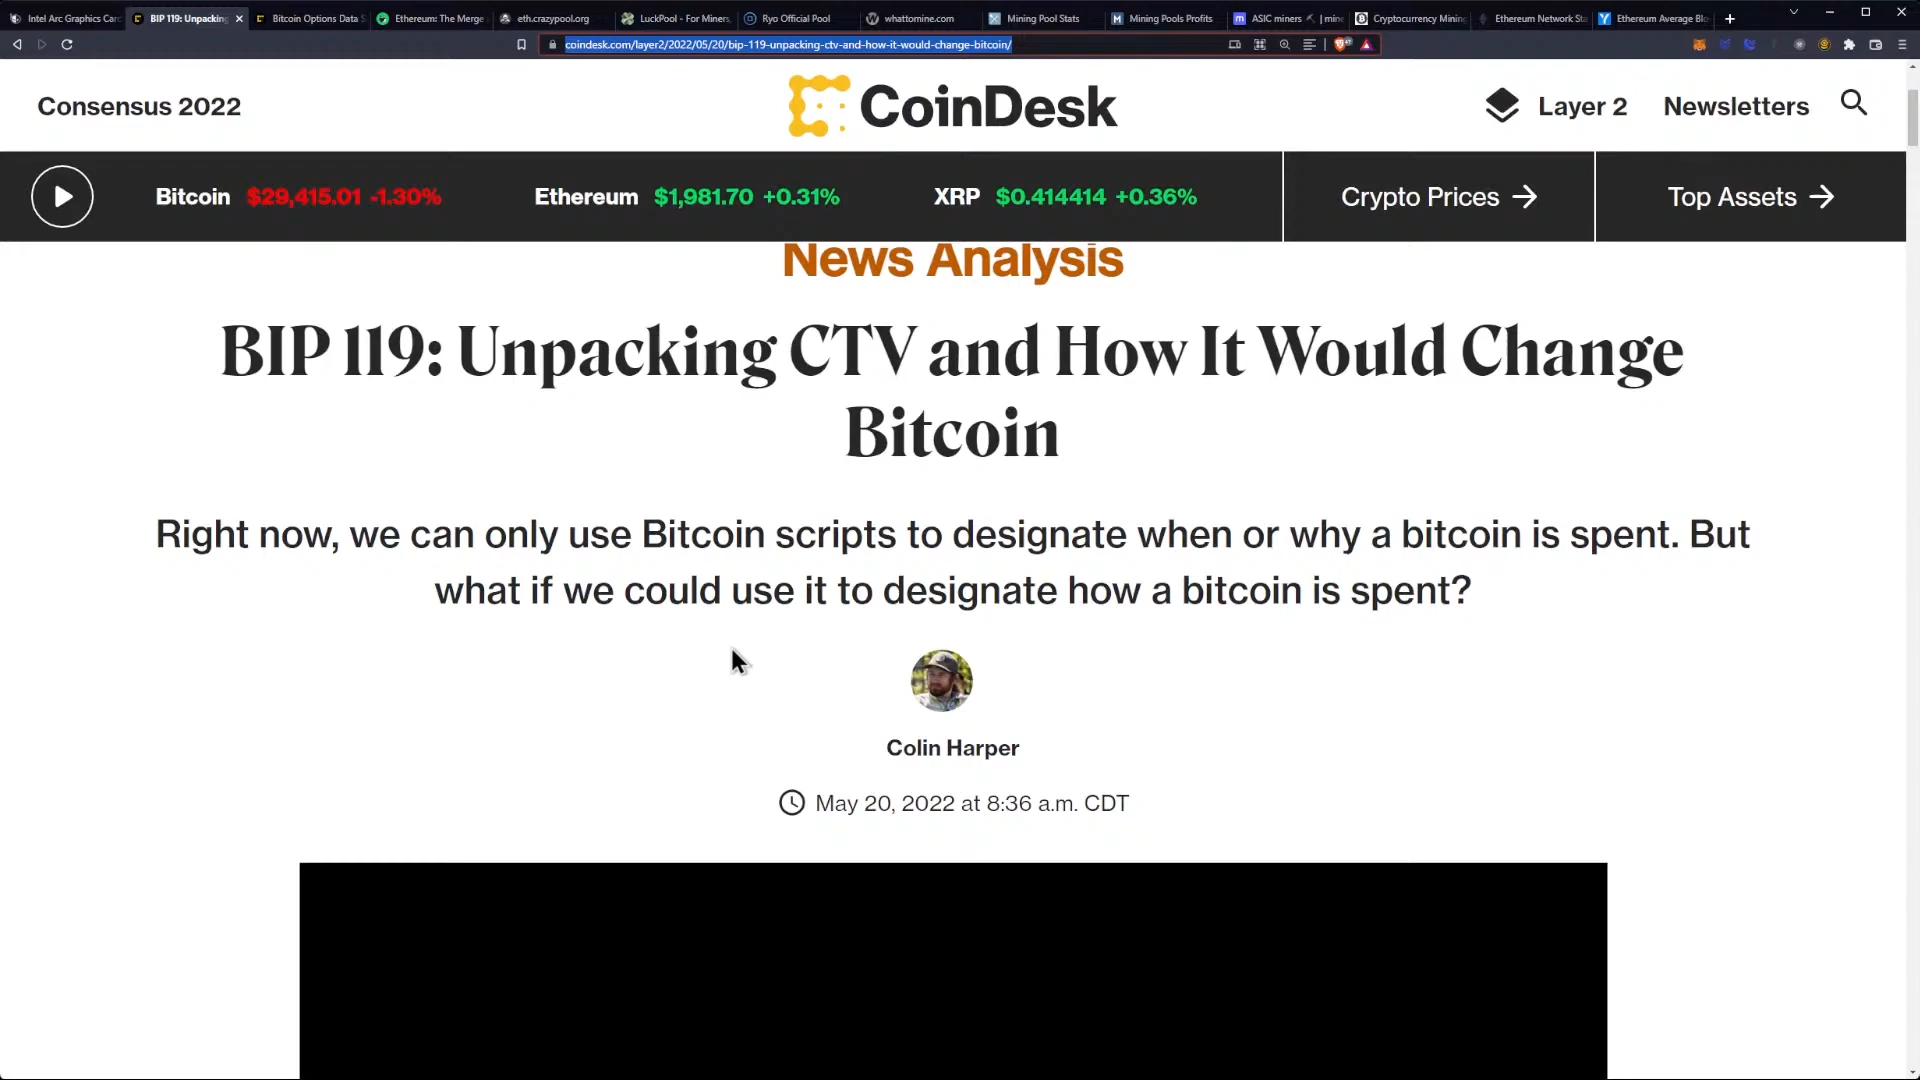 Intel Arc Graphics Car
BIP 119: Unpacking
Bitcoin Options Data
Ethereum: The Merge
eth.crazypool.org
LuckPool - For Miners,
Ryo Official Pool
whattomine.com
Mining Pool Stats
Mining Pools Profits
ASIC miners
Cryptocurrency Mining
Ethereum Network Sta
Ethereum Average Blo
coindesk.com/layer2/2022/05/20/bip-119-unpacking-ctv-and-how-it-would-change-bitcoin/
Consensus 2022
CoinDesk
Layer 2
Newsletters
Bitcoin $29,415.01 -1.30%
Ethereum $1,981.70 +0.31%
XRP $0.414414 +0.36%
Crypto Prices →
Top Assets →
News Analysis
BIP 119: Unpacking CTV and How It Would Change
Bitcoin
Right now, we can only use Bitcoin scripts to designate when or why a bitcoin is spent. But
what if we could use it to designate how a bitcoin is spent?
Colin Harper
May 20, 2022 at 8:36 a.m. CDT